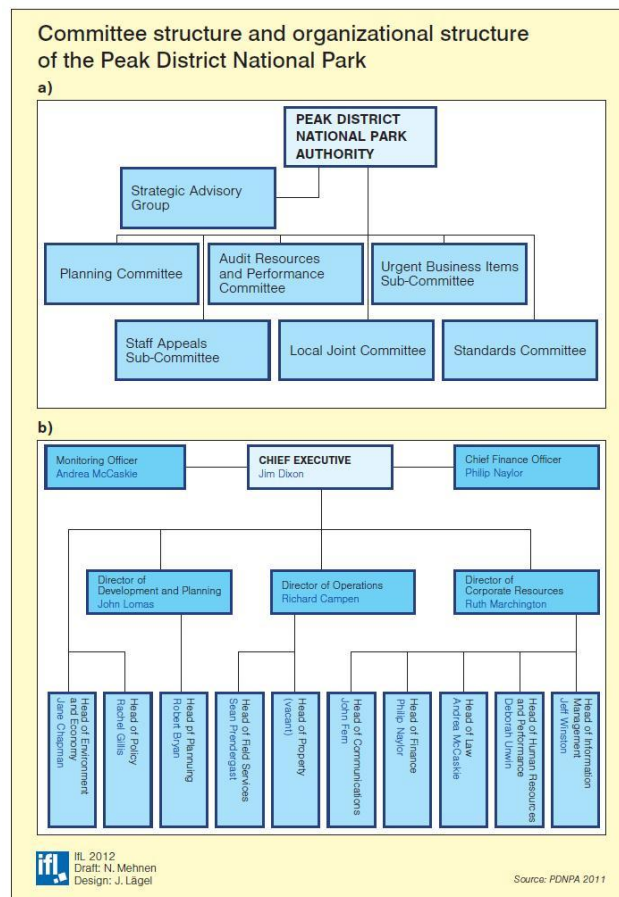 Committee structure and organizational structure
of the Peak District National Park
a)
PEAK DISTRICT
NATIONAL PARK
AUTHORITY
Strategic Advisory
Group
Planning Committee
Audit Resources
and Performance
Committee
Urgent Business Items
Sub-Committee
Staff Appeals
Sub-Committee
Local Joint Committee
Standards Committee
b)
Monitoring Officer
Andrea McCaskie
CHIEF EXECUTIVE
Jim Dixon
Chief Finance Officer
Philip Naylor
Director of
Development and Planning
John Lomas
Director of Operations
Richard Campen
Director of
Corporate Resources
Ruth Marchington
Head of Environment
and Economy
Jane Chapman
Head of Policy
Rachel Gillis
Head of Plannuing
Robert Bryan
Head of Field Services
Sean Prendergast
Head of Property
(vacant)
Head of Communications
John Fern
Head of Finance
Philip Naylor
Head of Law
Andrea McCaskie
Head of Human Resources
and Performance
Deborah Unwin
Head of Information
Management
Jeff Winston
ifl
IfL 2012
Draft: N. Mehnen
Design: J. Lägel
Source: PDNPA 2011